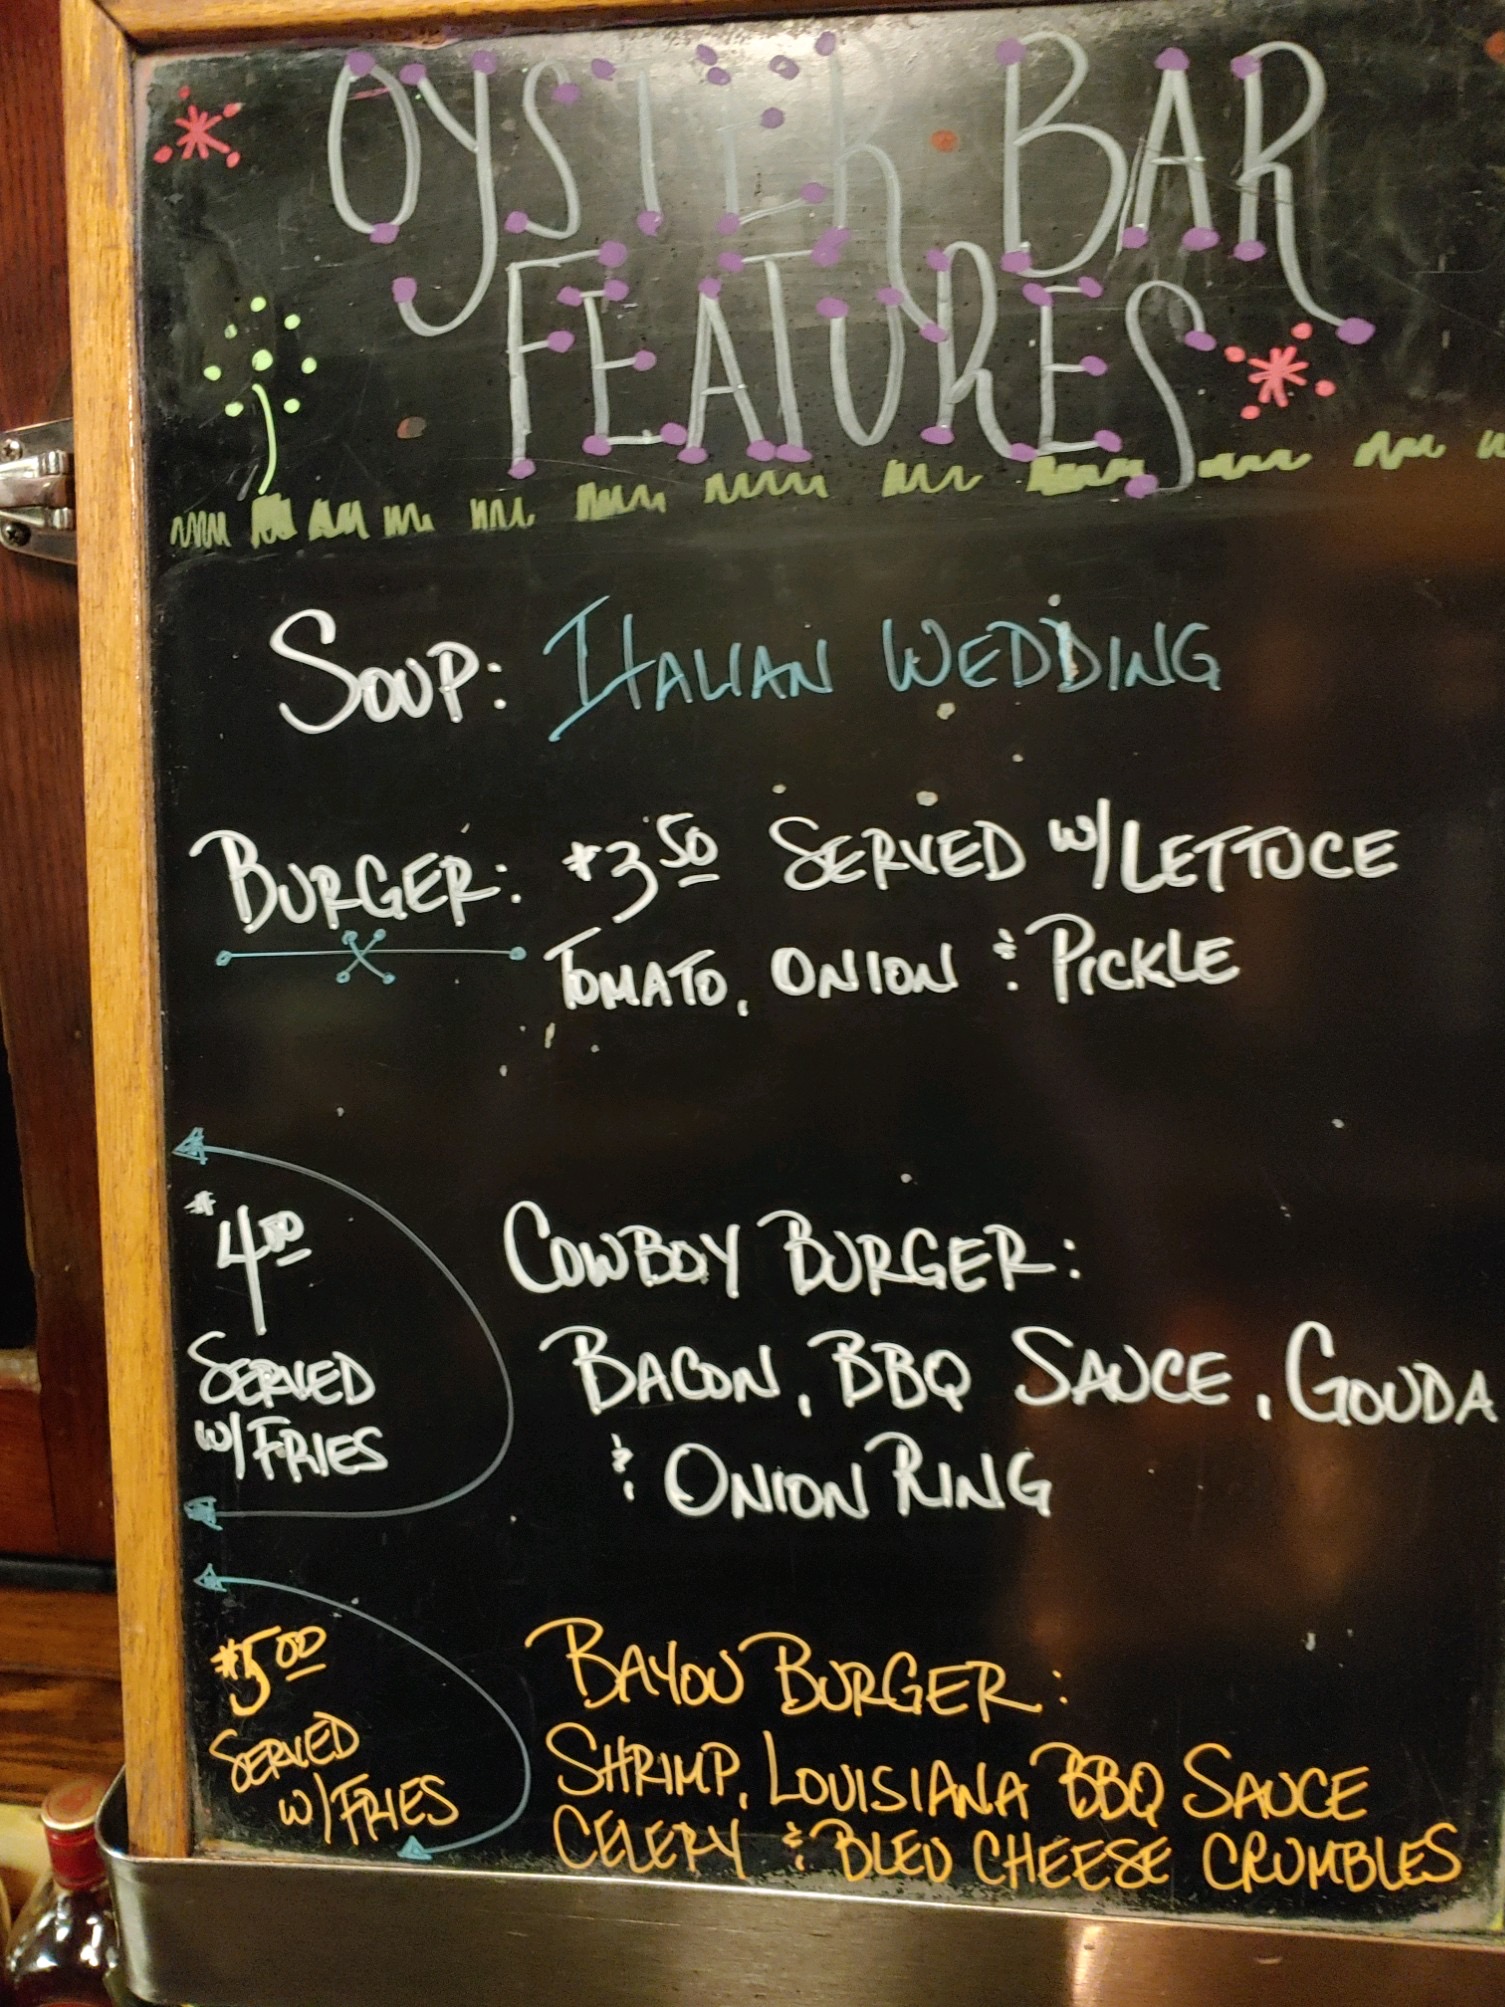 OYSTER BAR
FEATURES
SOUP: ITALIAN WEDDING
BURGER: $3.50 SERVED W/LETTUCE
TOMATO, ONION & PICKLE
$4.00
SERVED
W/FRIES
COWBOY BURGER:
BACON, BBQ SAUCE, GOUDA
& ONION RING
$5.00
SERVED
W/FRIES
BAYOU BURGER:
SHRIMP, LOUISIANA BBQ SAUCE
CELERY & BLEU CHEESE CRUMBLES